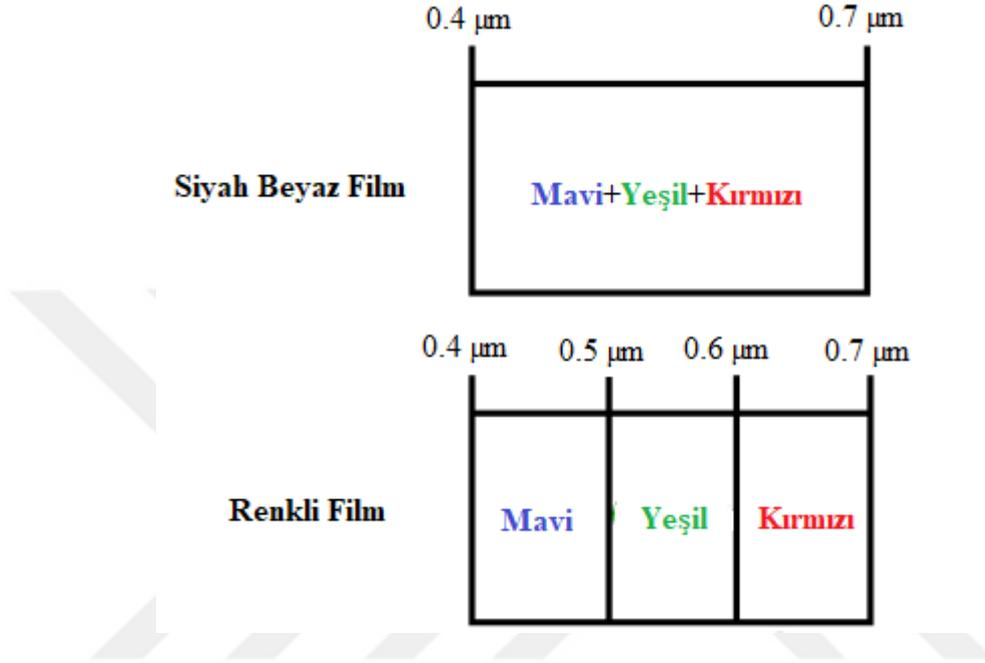 0.4 µm 0.7 µm
Siyah Beyaz Film
Mavi+Yeşil+Kırmızı
0.4 µm 0.5 µm 0.6 µm 0.7 µm
Renkli Film
Mavi Yeşil Kırmızı